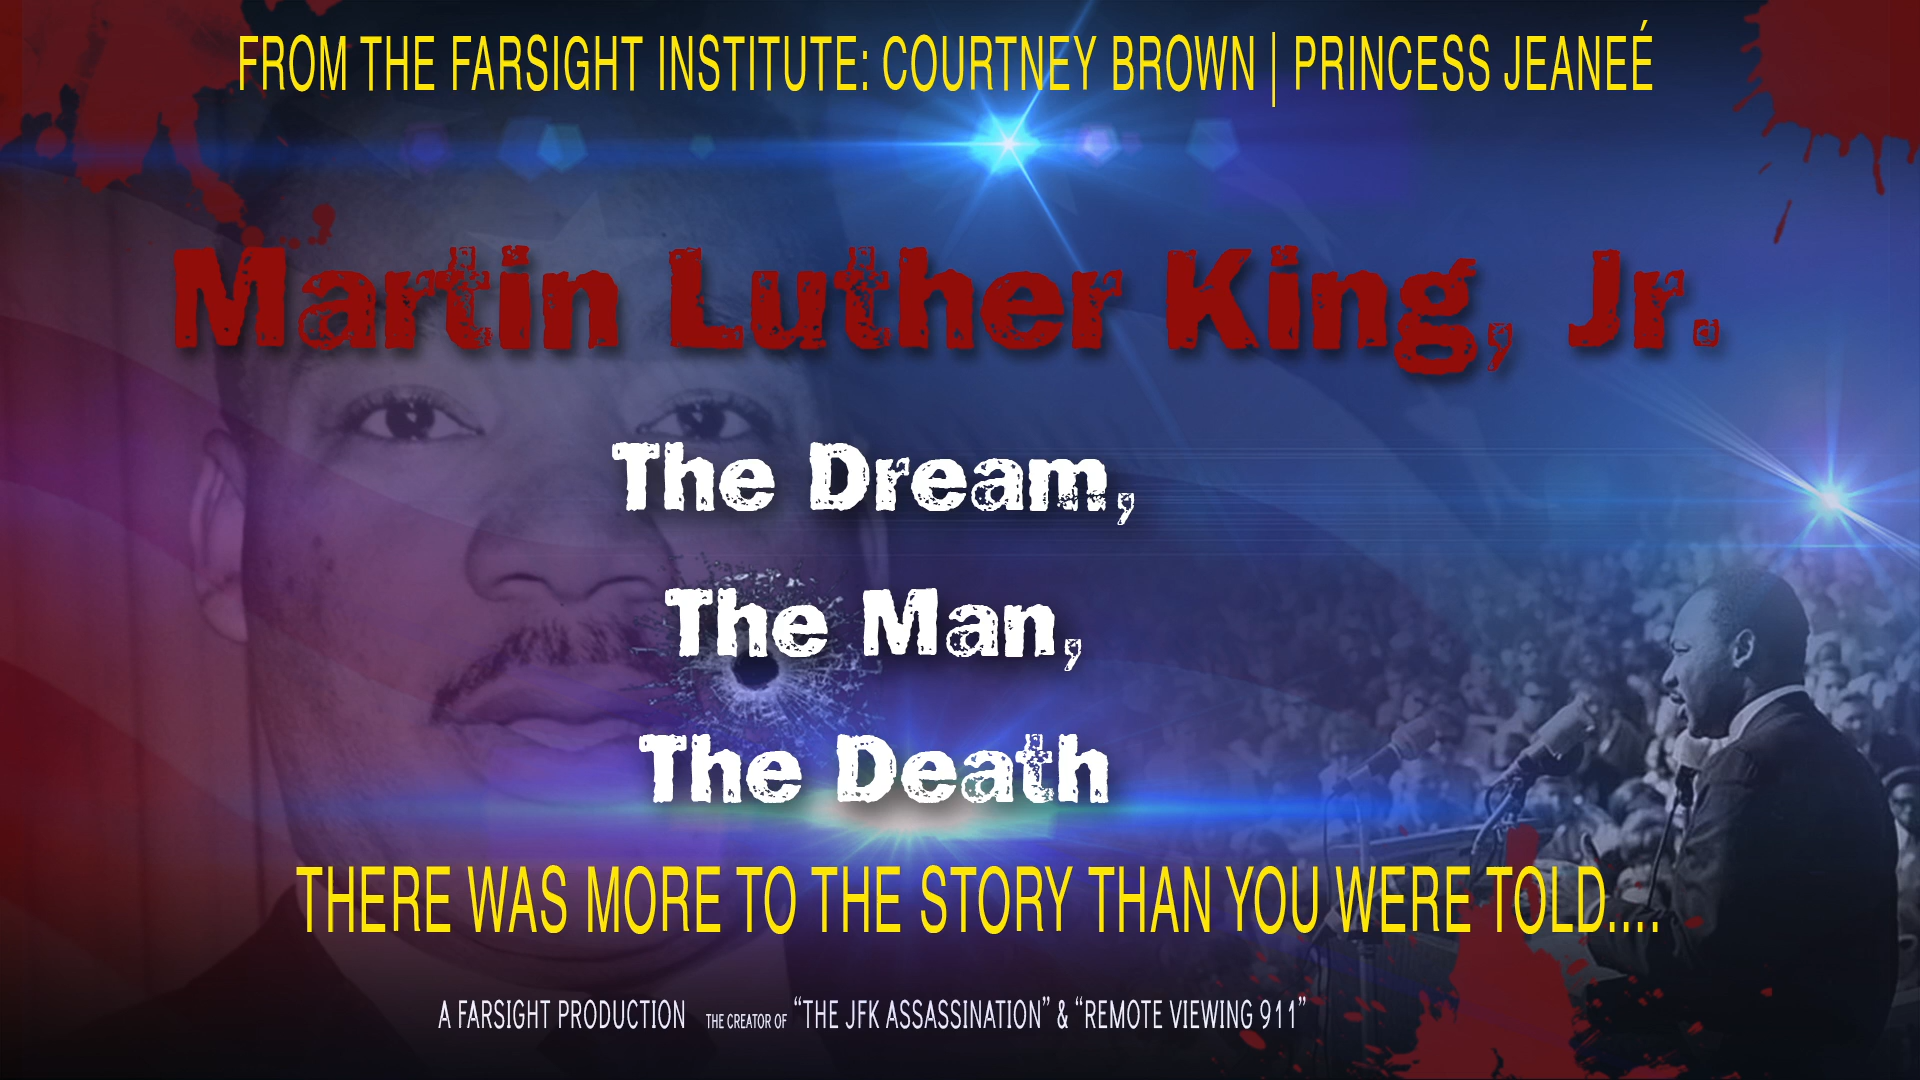 FROM THE FARSIGHT INSTITUTE: COURTNEY BROWN | PRINCESS JEANEÉ
Martin Luther King, Jr.
The Dream,
The Man,
The Death
THERE WAS MORE TO THE STORY THAN YOU WERE TOLD....
A FARSIGHT PRODUCTION THE CREATOR OF “THE JFK ASSASSINATION” & “REMOTE VIEWING 911”